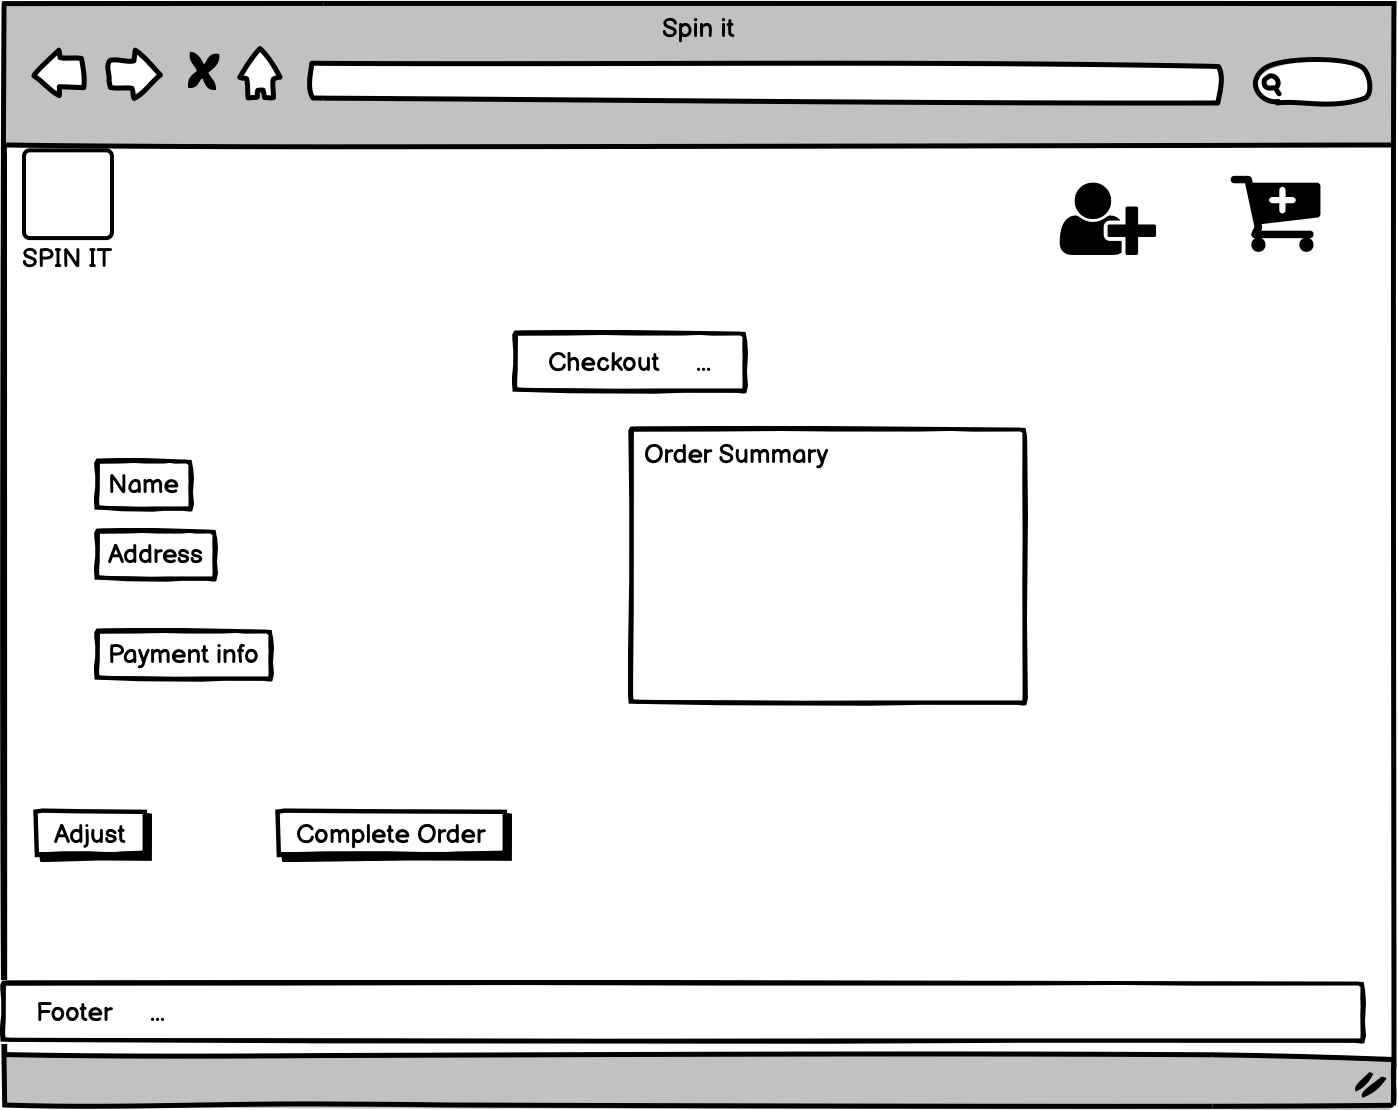 Spin it
SPIN IT
Checkout ...
Order Summary
Name
Address
Payment info
Adjust
Complete Order
Footer ...